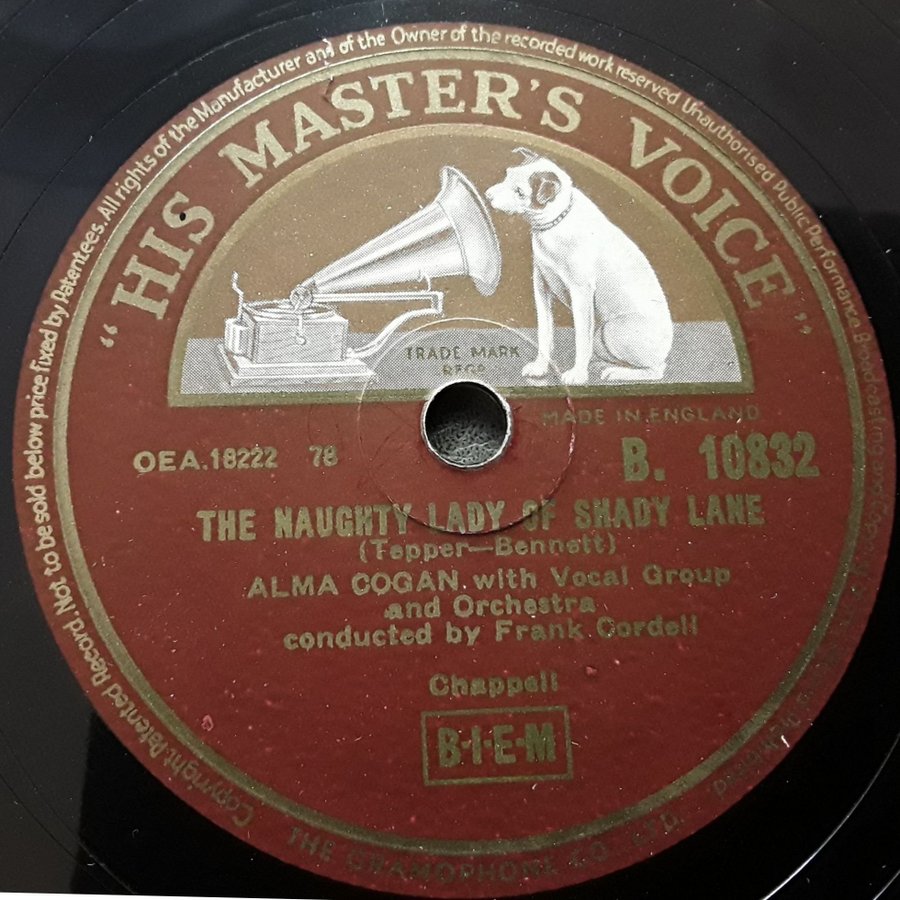 Copyright Patented Record. Not to be sold below price fixed by Patentees. All rights of the Manufacturer and of the Owner of the recorded work reserved Unauthorised Public Performance Broadcasting and Copying
"HIS MASTER'S VOICE"
TRADE MARK
REGD
MADE IN ENGLAND
OEA.18222 78 B. 10832
THE NAUGHTY LADY OF SHADY LANE
(Tepper—Bennett)
ALMA COGAN with Vocal Group
and Orchestra
conducted by Frank Cordell
Chappell
B·I·E·M
THE GRAMOPHONE CO. LTD.